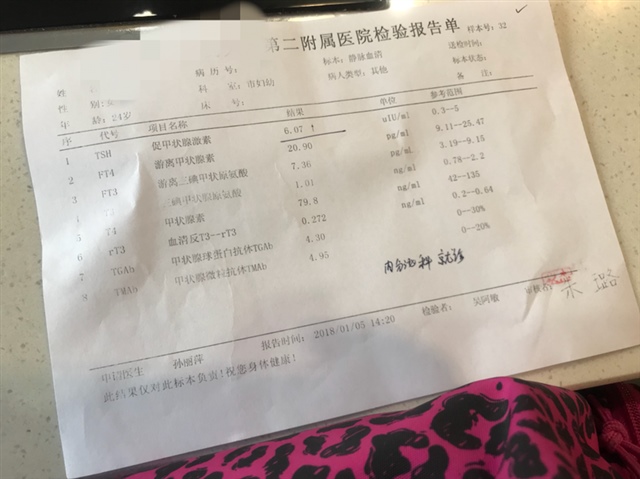 第二附属医院检验报告单 样本号: 32
病 历 号: 标本: 静脉血清 送检时间:
姓 科 室: 市妇幼 病人类型: 其他 标本状态:
性 别: 女 床 号: 备 注:
年 龄: 24岁
序 代号 项目名称 结果 单位 参考范围
1 TSH 促甲状腺激素 6.07 ↑ uIU/ml 0.3--5
2 FT4 游离甲状腺素 20.90 pg/ml 9.11--25.47
3 FT3 游离三碘甲状腺原氨酸 7.36 pg/ml 3.19--9.15
三碘甲状腺原氨酸 1.01 ng/ml 0.78--2.2
T4 甲状腺素 79.8 ng/ml 42--135
6 rT3 血清反T3--rT3 0.272 ng/ml 0.2--0.64
7 TGAb 甲状腺球蛋白抗体TGAb 4.30 0--30%
8 TMAb 甲状腺微粒抗体TMAb 4.95 0--20%
内分泌科 就诊
申请医生 孙丽萍 报告时间: 2018/01/05 14:20 检验者: 吴阿敏 审核者:
此结果仅对此标本负责!祝您身体健康!